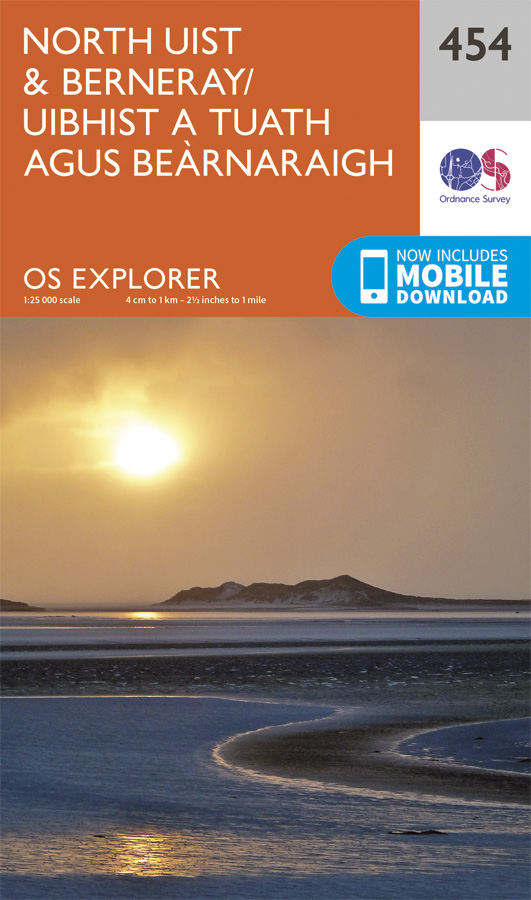 NORTH UIST
& BERNERAY/
UIBHIST A TUATH
AGUS BEÀRNARAIGH
454
OS
Ordnance Survey
OS EXPLORER
1:25 000 scale 4 cm to 1 km – 2½ inches to 1 mile
NOW INCLUDES
MOBILE
DOWNLOAD